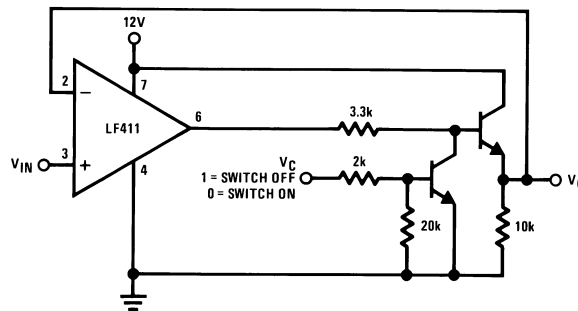 12V
2
7
−
LF411
6
3.3k
V_IN
3
+
4
V_C
1 = SWITCH OFF
0 = SWITCH ON
2k
20k
10k